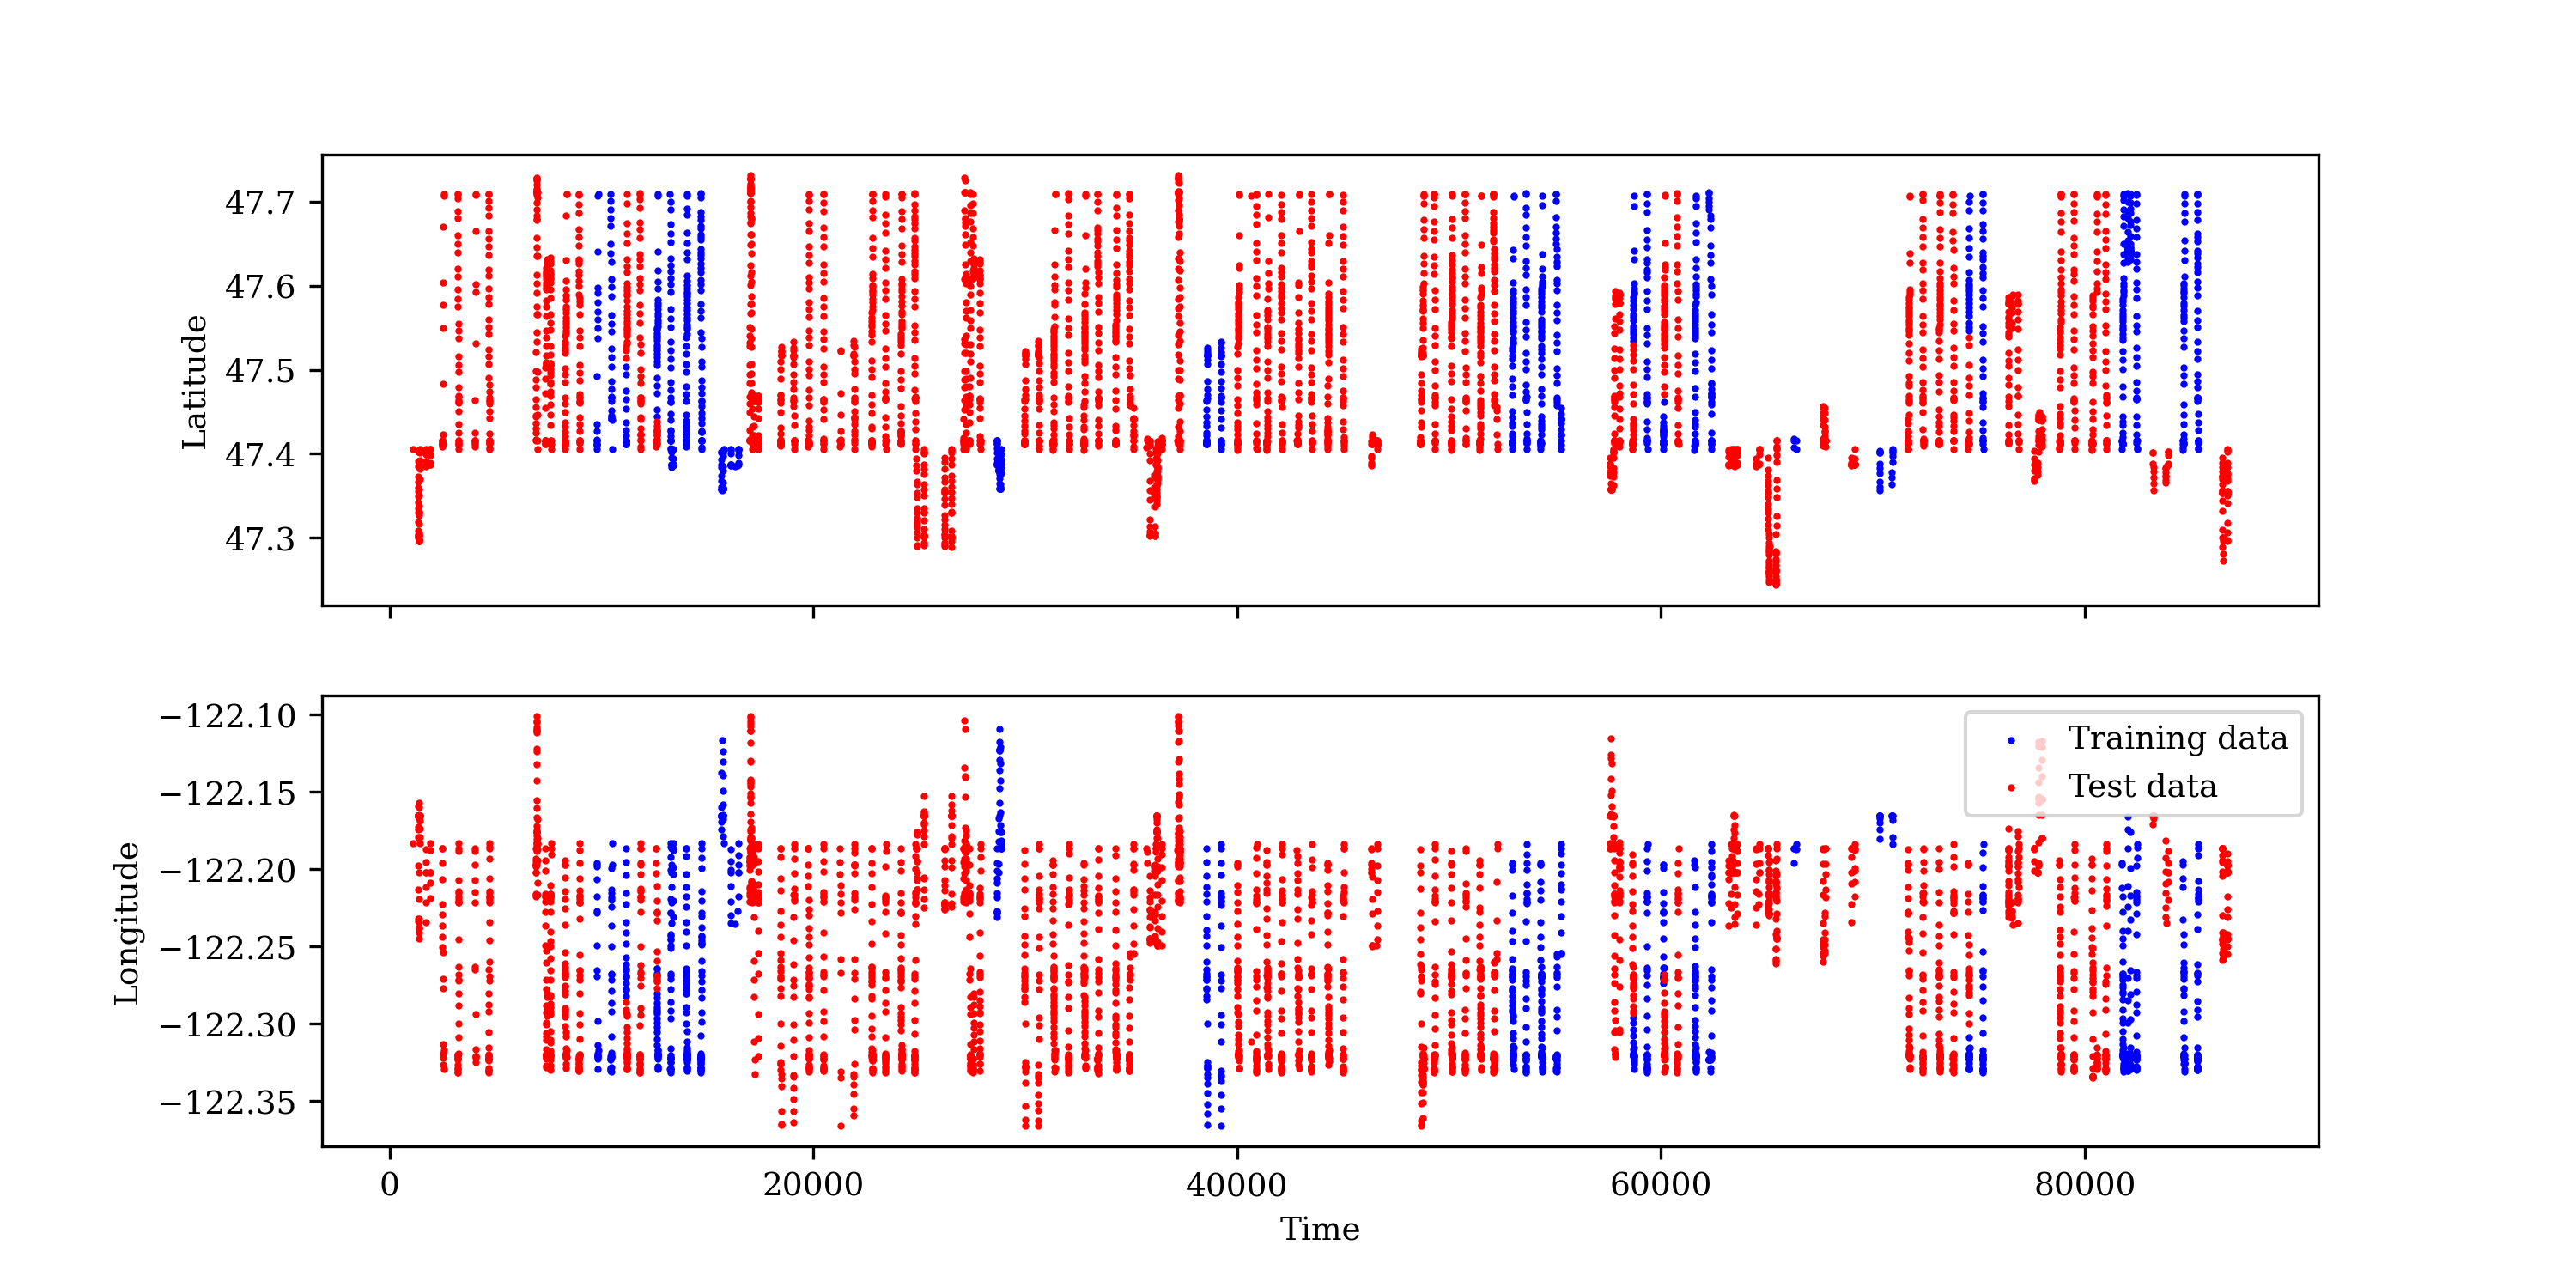 47.7
47.6
47.5
47.4
47.3
Latitude
−122.10
−122.15
−122.20
−122.25
−122.30
−122.35
Longitude
Training data
Test data
0 20000 40000 60000 80000
Time